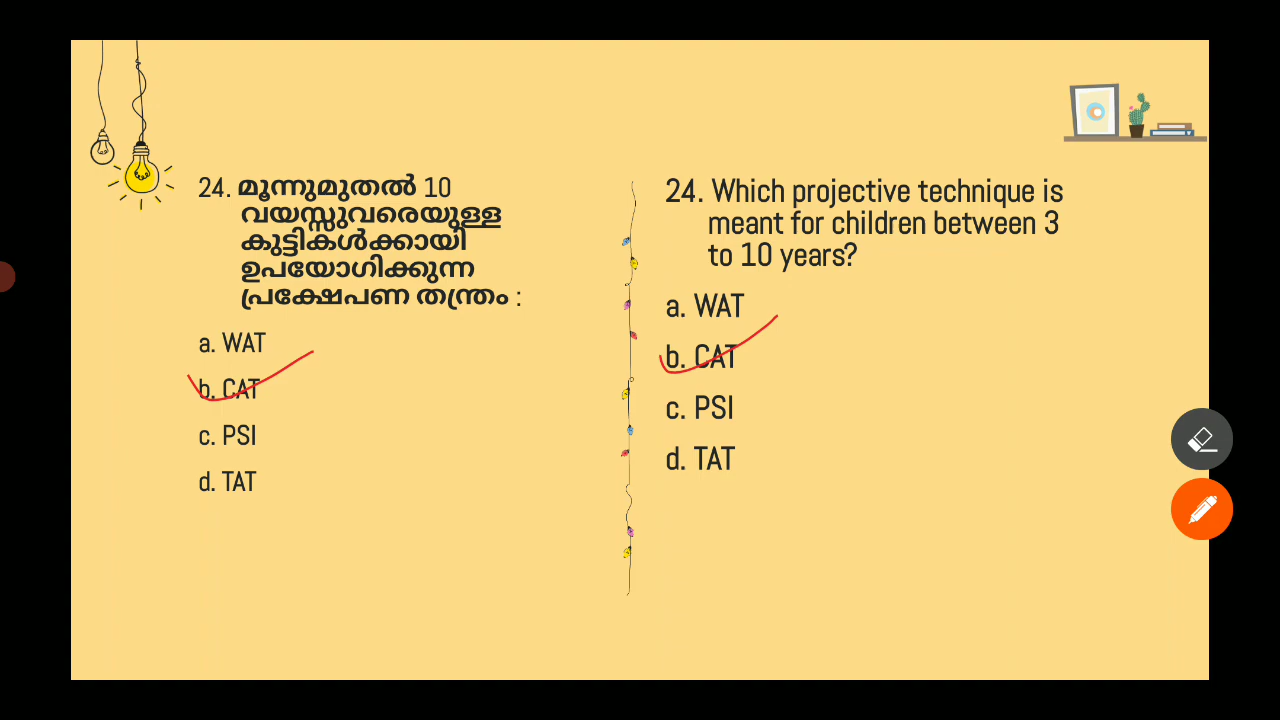 24. മൂന്നുമുതൽ 10
വയസ്സുവരെയുള്ള
കുട്ടികൾക്കായി
ഉപയോഗിക്കുന്ന
പ്രക്ഷേപണ തന്ത്രം :
a. WAT
b. CAT
c. PSI
d. TAT
24. Which projective technique is
meant for children between 3
to 10 years?
a. WAT
b. CAT
c. PSI
d. TAT